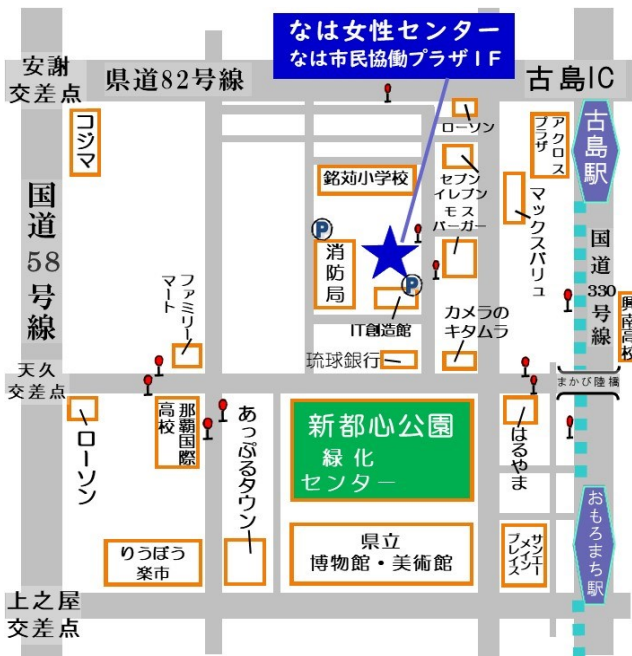 なは女性センター
なは市民協働プラザ1F
安謝
交差点
県道82号線
古島IC
コジマ
ローソン
アクロス
プラザ
古島駅
銘苅小学校
セブン
イレブン
モス
バーガー
マックスバリュ
国道58号線
P
消防局
P
IT創造館
カメラの
キタムラ
国道330号線
興南高校
ファミリー
マート
琉球銀行
天久
交差点
まかび陸橋
ローソン
那覇国際
高校
あっぷるタウン
新都心公園
緑化
センター
はるやま
おもろまち駅
りうぼう
楽市
県立
博物館・美術館
サンエー
メイン
プレイス
上之屋
交差点